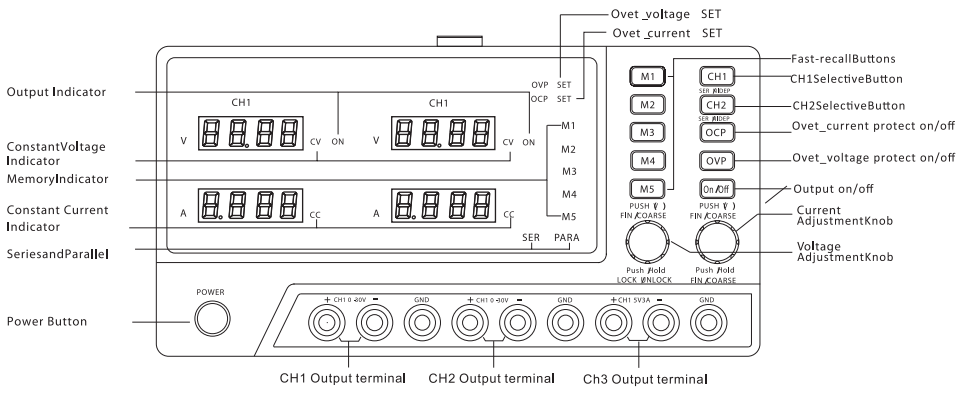 Ovet_voltage SET
Ovet_current SET
OVP SET
OCP SET
Fast-recallButtons
CH1SelectiveButton
CH2SelectiveButton
Ovet_current protect on/off
Ovet_voltage protect on/off
Output on/off
Current
AdjustmentKnob
Voltage
AdjustmentKnob
Output Indicator
ConstantVoltage
Indicator
MemoryIndicator
Constant Current
Indicator
SeriesandParallel
Power Button
CH1
CH1
V
CV ON
V
CV ON
A
CC
A
CC
M1
M2
M3
M4
M5
SER PARA
M1
M2
M3
M4
M5
CH1
SER /INDEP
CH2
SER /INDEP
OCP
OVP
On/Off
PUSH (V)
FIN/COARSE
PUSH (V)
FIN/COARSE
Push /Hold
LOCK UNLOCK
Push /Hold
FIN/COARSE
POWER
+ CH1 0-30V −
GND
+ CH1 0-30V −
GND
+ CH1 5V3A −
GND
CH1 Output terminal
CH2 Output terminal
Ch3 Output terminal